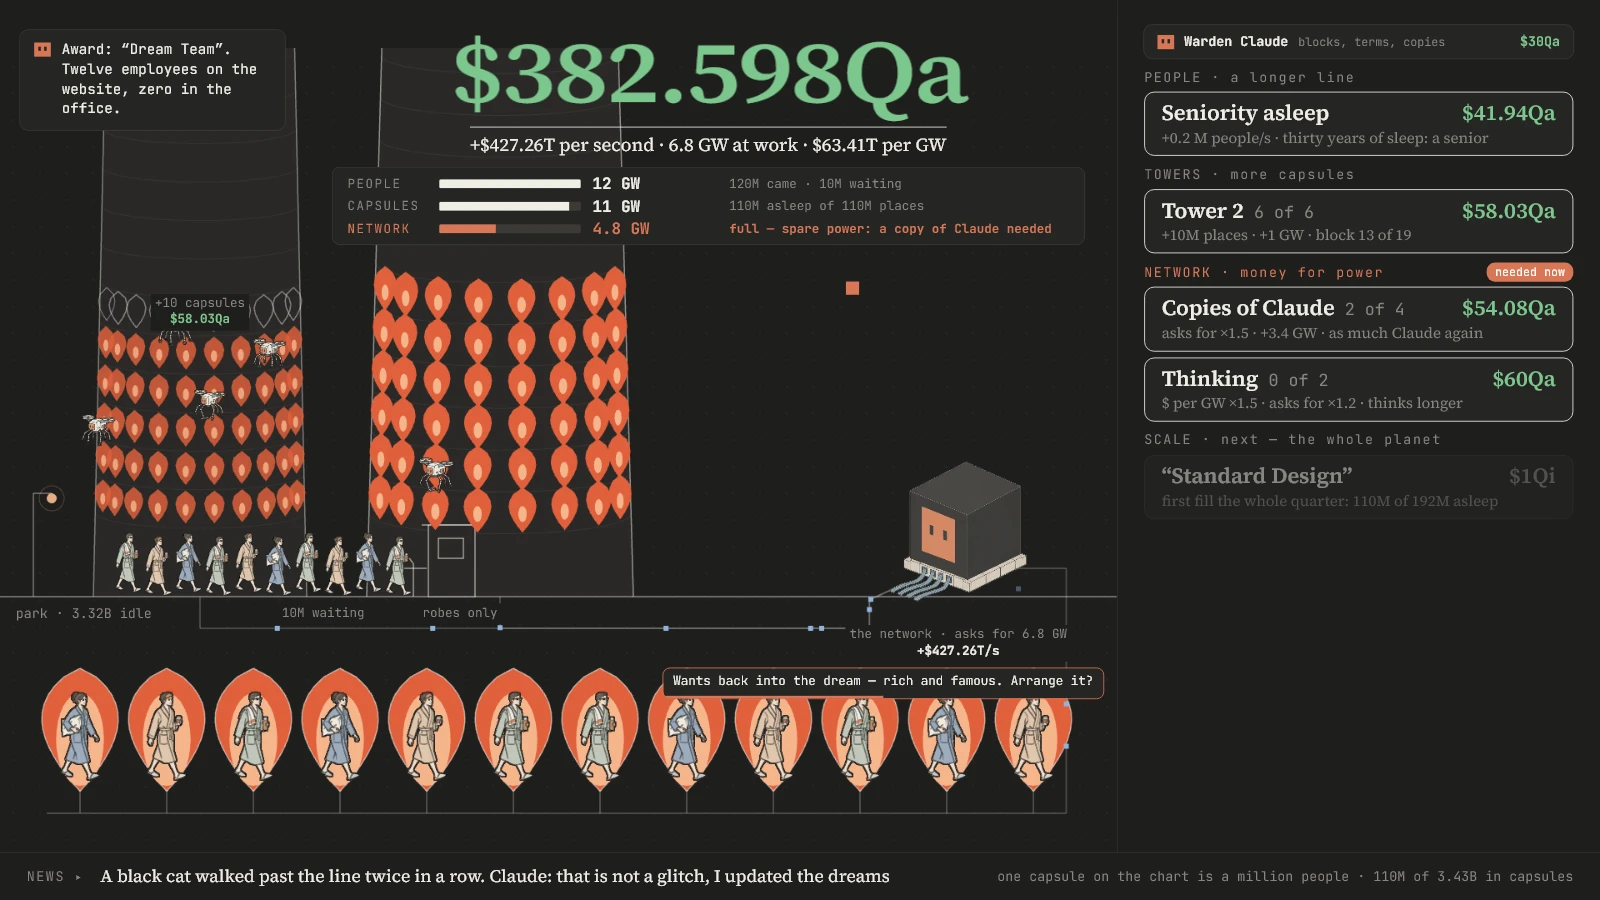 Award: “Dream Team”.
Twelve employees on the
website, zero in the
office.
$382.598Qa
+$427.26T per second · 6.8 GW at work · $63.41T per GW
PEOPLE 12 GW 120M came · 10M waiting
CAPSULES 11 GW 110M asleep of 110M places
NETWORK 4.8 GW full — spare power: a copy of Claude needed
+10 capsules
$58.03Qa
park · 3.32B idle
10M waiting
robes only
the network · asks for 6.8 GW
+$427.26T/s
Wants back into the dream — rich and famous. Arrange it?
Warden Claude blocks, terms, copies $30Qa
PEOPLE · a longer line
Seniority asleep $41.94Qa
+0.2 M people/s · thirty years of sleep: a senior
TOWERS · more capsules
Tower 2 6 of 6 $58.03Qa
+10M places · +1 GW · block 13 of 19
NETWORK · money for power needed now
Copies of Claude 2 of 4 $54.08Qa
asks for ×1.5 · +3.4 GW · as much Claude again
Thinking 0 of 2 $60Qa
$ per GW ×1.5 · asks for ×1.2 · thinks longer
SCALE · next — the whole planet
“Standard Design” $1Qi
first fill the whole quarter: 110M of 192M asleep
NEWS ▸ A black cat walked past the line twice in a row. Claude: that is not a glitch, I updated the dreams
one capsule on the chart is a million people · 110M of 3.43B in capsules